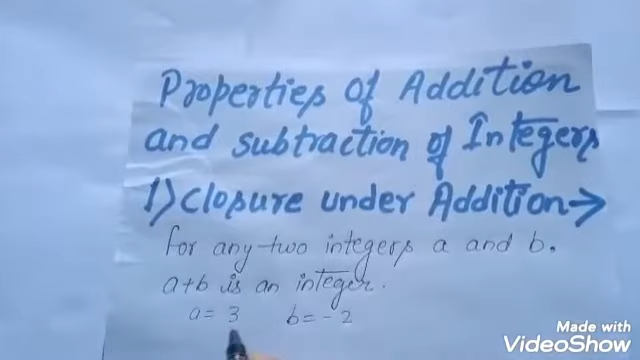 Properties of Addition
and subtraction of Integers
1) closure under Addition→
for any two integers a and b.
a+b is an integer.
a = 3 b = - 2
Made with
VideoShow